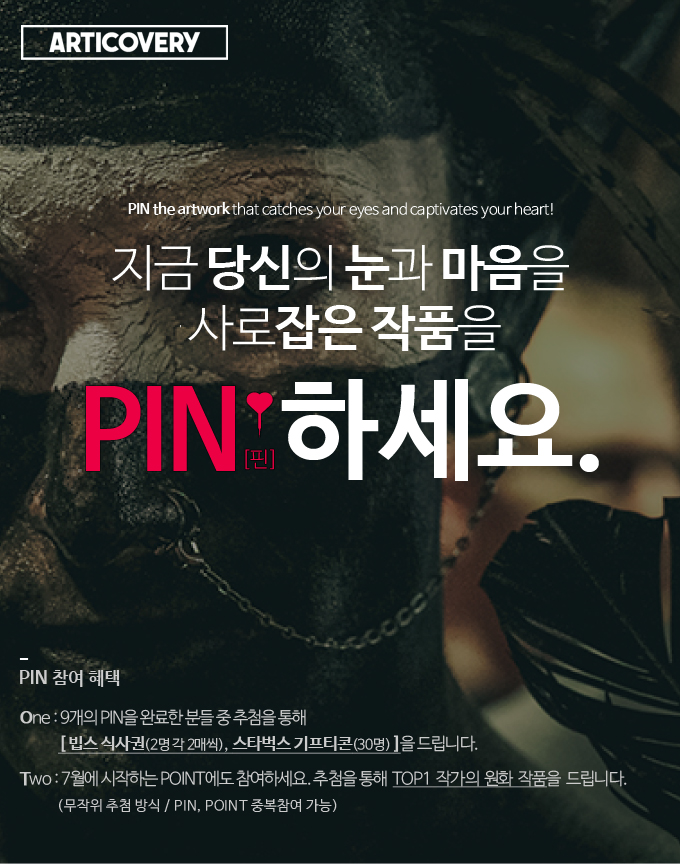 ARTICOVERY
PIN the artwork that catches your eyes and captivates your heart!
지금 당신의 눈과 마음을
사로잡은 작품을
PIN [핀] 하세요.
PIN 참여 혜택
One : 9개의 PIN을 완료한 분들 중 추첨을 통해
[ 빕스 식사권(2명 각 2매씩), 스타벅스 기프티콘(30명) ]을 드립니다.
Two : 7월에 시작하는 POINT에도 참여하세요. 추첨을 통해 TOP1 작가의 원화 작품을 드립니다.
(무작위 추첨 방식 / PIN, POINT 중복참여 가능)